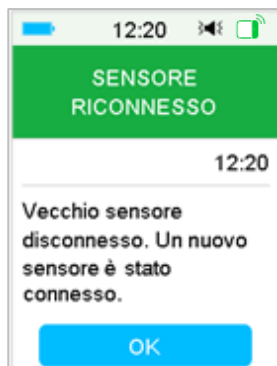 12:20
SENSORE
RICONNESSO
12:20
Vecchio sensore
disconnesso. Un nuovo
sensore è stato
connesso.
OK